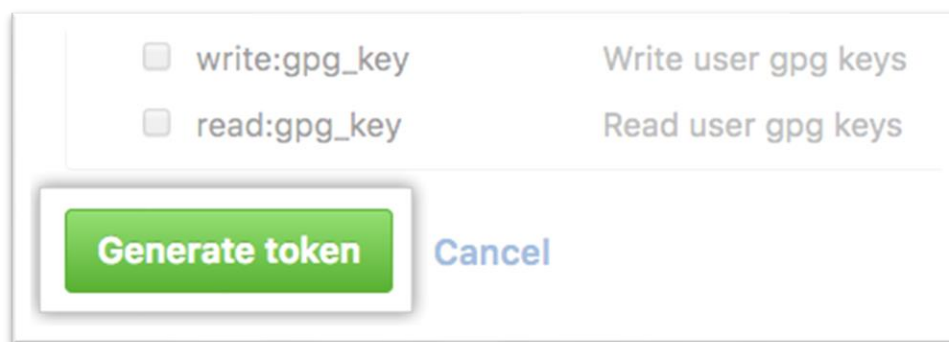 write:gpg_key Write user gpg keys
read:gpg_key Read user gpg keys
Generate token Cancel